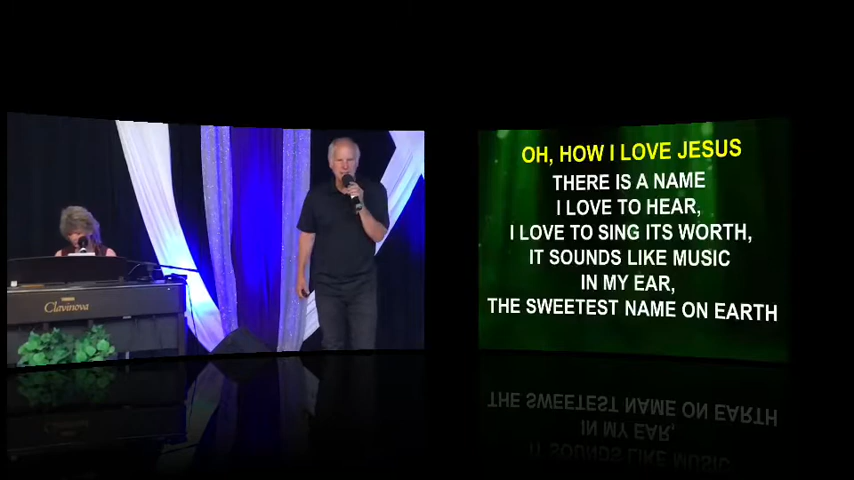 YAMAHA
Clavinova
OH, HOW I LOVE JESUS
THERE IS A NAME
I LOVE TO HEAR,
I LOVE TO SING ITS WORTH,
IT SOUNDS LIKE MUSIC
IN MY EAR,
THE SWEETEST NAME ON EARTH